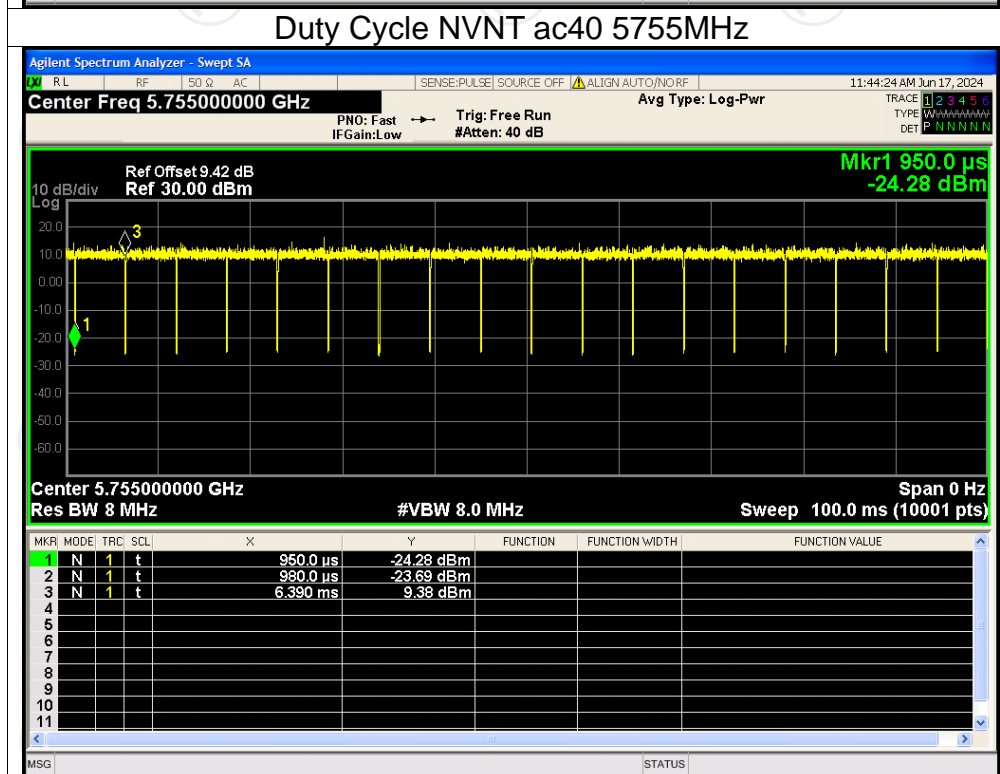 Duty Cycle NVNT ac40 5755MHz
Agilent Spectrum Analyzer - Swept SA
LXI RL RF 50 Ω AC SENSE:PULSE SOURCE OFF ALIGN AUTO/NO RF 11:44:24 AM Jun 17, 2024
Center Freq 5.755000000 GHz Avg Type: Log-Pwr TRACE 1 2 3 4 5 6
PNO: Fast Trig: Free Run TYPE W
IFGain:Low #Atten: 40 dB DET P N N N N N
Mkr1 950.0 µs
Ref Offset 9.42 dB
10 dB/div Ref 30.00 dBm -24.28 dBm
Log
20.0
3
10.0
0.00
-10.0
1
-20.0
-30.0
-40.0
-50.0
-60.0
Center 5.755000000 GHz Span 0 Hz
Res BW 8 MHz #VBW 8.0 MHz Sweep 100.0 ms (10001 pts)
MKR MODE TRC SCL X Y FUNCTION FUNCTION WIDTH FUNCTION VALUE
1 N 1 t 950.0 µs -24.28 dBm
2 N 1 t 980.0 µs -23.69 dBm
3 N 1 t 6.390 ms 9.38 dBm
4
5
6
7
8
9
10
11
MSG STATUS